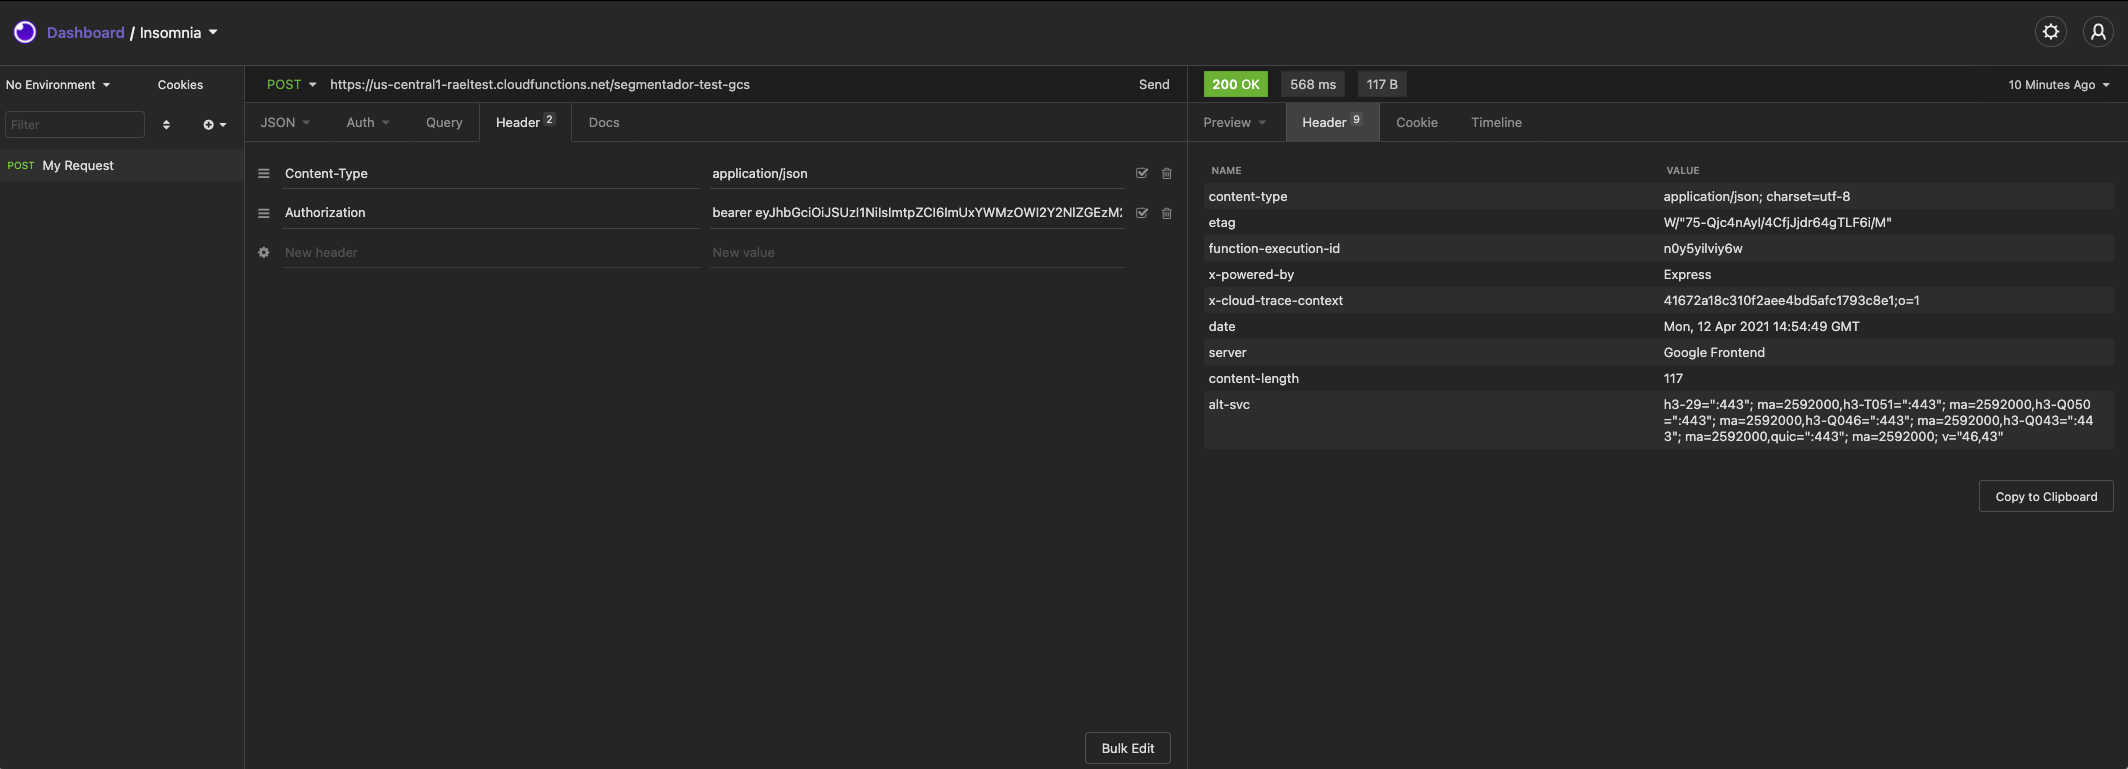 Dashboard / Insomnia
No Environment
Cookies
Filter
POST My Request
POST https://us-central1-raeltest.cloudfunctions.net/segmentador-test-gcs Send
JSON Auth Query Header 2 Docs
Content-Type application/json
Authorization bearer
New header New value
Bulk Edit
200 OK 568 ms 117 B 10 Minutes Ago
Preview Header 9 Cookie Timeline
NAME VALUE
content-type application/json; charset=utf-8
etag
function-execution-id n0y5yilviy6w
x-powered-by Express
x-cloud-trace-context 41672a18c310f2aee4bd5afc1793c8e1;o=1
date Mon, 12 Apr 2021 14:54:49 GMT
server Google Frontend
content-length 117
alt-svc h3-29=":443"; ma=2592000,h3-T051=":443"; ma=2592000,h3-Q050
=":443"; ma=2592000,h3-Q046=":443"; ma=2592000,h3-Q043=":44
3"; ma=2592000,quic=":443"; ma=2592000; v="46,43"
Copy to Clipboard